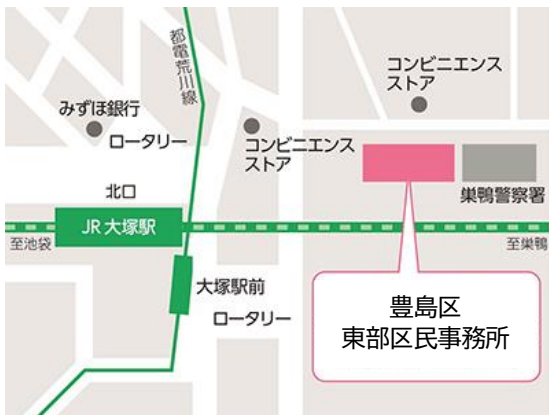 都電荒川線
コンビニエンス
ストア
みずほ銀行
ロータリー
コンビニエンス
ストア
北口
巣鴨警察署
JR 大塚駅
至池袋
至巣鴨
大塚駅前
ロータリー
豊島区
東部区民事務所